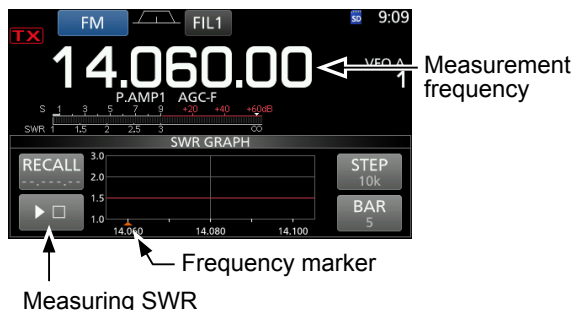 FM FIL1 SD 9:09
TX
14.060.00 VFO A
1
P.AMP1 AGC-F
S 1 3 5 7 9 +20 +40 +60dB
SWR 1 1.5 2 2.5 3 ∞
SWR GRAPH
RECALL
--.---.--
3.0
2.0
1.5
1.0
14.060 14.080 14.100
STEP
10k
BAR
5
Measurement
frequency
Frequency marker
Measuring SWR